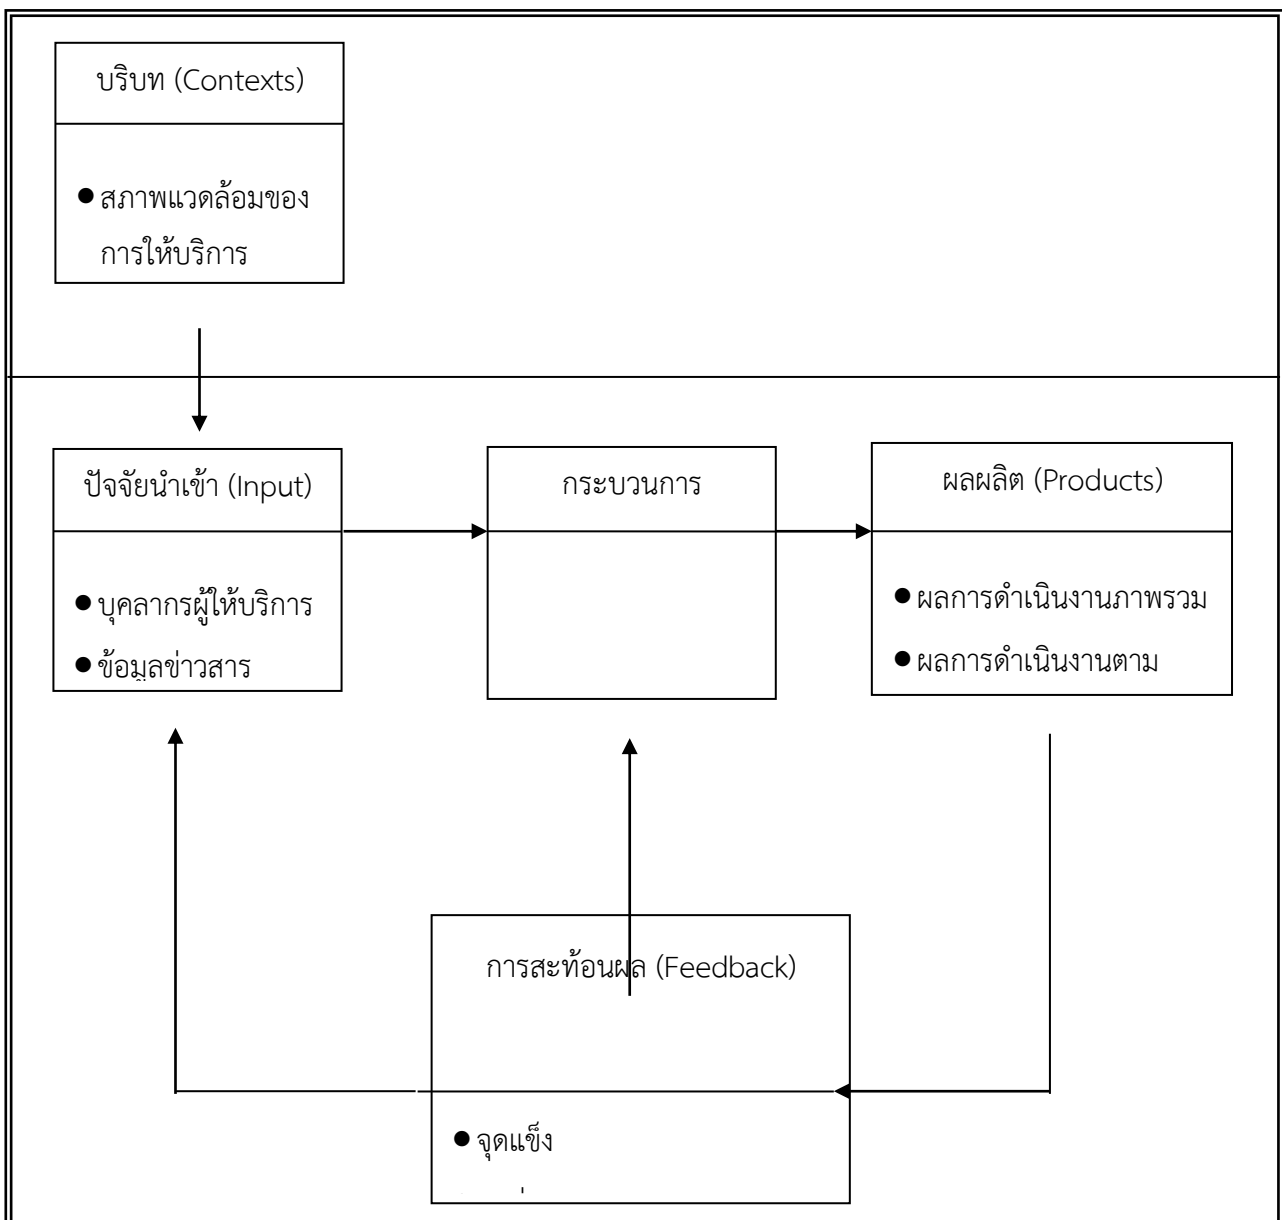 บริบท (Contexts)
● สภาพแวดล้อมของ
การให้บริการ
ปัจจัยนำเข้า (Input)
● บุคลากรผู้ให้บริการ
● ข้อมูลข่าวสาร
กระบวนการ
ผลผลิต (Products)
● ผลการดำเนินงานภาพรวม
● ผลการดำเนินงานตาม
การสะท้อนผล (Feedback)
● จุดแข็ง